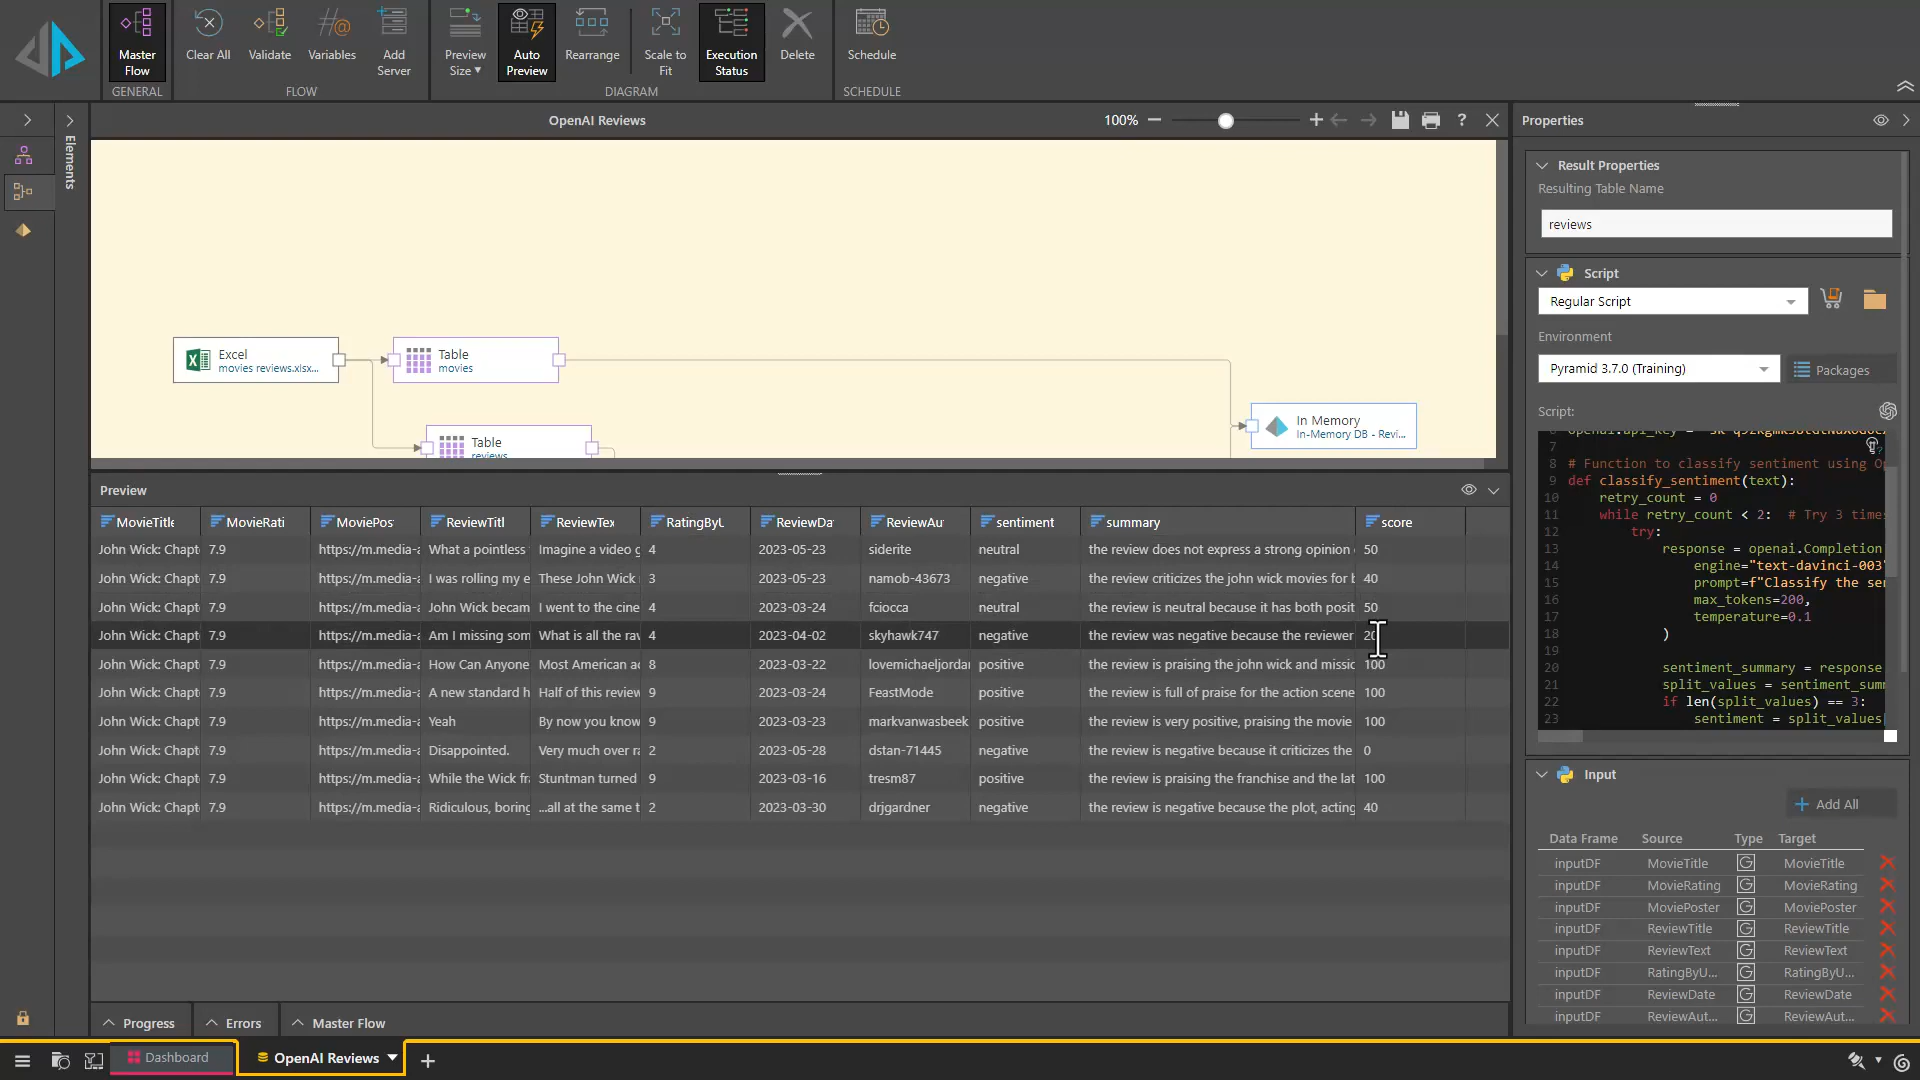 Master Flow
Clear All
Validate
Variables
Add Server
Preview Size
Auto Preview
Rearrange
Scale to Fit
Execution Status
Delete
Schedule
GENERAL
FLOW
DIAGRAM
SCHEDULE
Elements
OpenAI Reviews
100%
?
Excel
movies reviews.xlsx...
Table
movies
Table
reviews
In Memory
In-Memory DB - Revi...
Preview
MovieTitle MovieRati MoviePos ReviewTitl ReviewTex RatingByU ReviewDa ReviewAu sentiment summary score
John Wick: Chapt 7.9 https://m.media-a What a pointless Imagine a video g 4 2023-05-23 siderite neutral the review does not express a strong opinion 50
John Wick: Chapt 7.9 https://m.media-a I was rolling my e These John Wick 3 2023-05-23 namob-43673 negative the review criticizes the john wick movies for b 40
John Wick: Chapt 7.9 https://m.media-a John Wick becam I went to the cine 4 2023-03-24 fciocca neutral the review is neutral because it has both posit 50
John Wick: Chapt 7.9 https://m.media-a Am I missing som What is all the rav 4 2023-04-02 skyhawk747 negative the review was negative because the reviewer 20
John Wick: Chapt 7.9 https://m.media-a How Can Anyone Most American ac 8 2023-03-22 lovemichaeljordan positive the review is praising the john wick and missic 100
John Wick: Chapt 7.9 https://m.media-a A new standard h Half of this review 9 2023-03-24 FeastMode positive the review is full of praise for the action scene 100
John Wick: Chapt 7.9 https://m.media-a Yeah By now you know 9 2023-03-23 markvanwasbeek positive the review is very positive, praising the movie 100
John Wick: Chapt 7.9 https://m.media-a Disappointed. Very much over ra 2 2023-05-28 dstan-71445 negative the review is negative because it criticizes the 0
John Wick: Chapt 7.9 https://m.media-a While the Wick fra Stuntman turned 9 2023-03-16 tresm87 positive the review is praising the franchise and the lat 100
John Wick: Chapt 7.9 https://m.media-a Ridiculous, boring ...all at the same t 2 2023-03-30 drjgardner negative the review is negative because the plot, acting 40
Progress
Errors
Master Flow
Dashboard
OpenAI Reviews
Properties
Result Properties
Resulting Table Name
reviews
Script
Regular Script
Environment
Pyramid 3.7.0 (Training)
Packages
Script:
7
8 # Function to classify sentiment using Op
9 def classify_sentiment(text):
10 retry_count = 0
11 while retry_count < 2: # Try 3 times
12 try:
13 response = openai.Completion
14 engine="text-davinci-003"
15 prompt=f"Classify the sen
16 max_tokens=200,
17 temperature=0.1
18 )
19
20 sentiment_summary = response
21 split_values = sentiment_summ
22 if len(split_values) == 3:
23 sentiment = split_values
Input
Add All
Data Frame Source Type Target
inputDF MovieTitle G MovieTitle
inputDF MovieRating G MovieRating
inputDF MoviePoster G MoviePoster
inputDF ReviewTitle G ReviewTitle
inputDF ReviewText G ReviewText
inputDF RatingByU... G RatingByU...
inputDF ReviewDate G ReviewDate
inputDF ReviewAut... G ReviewAut...